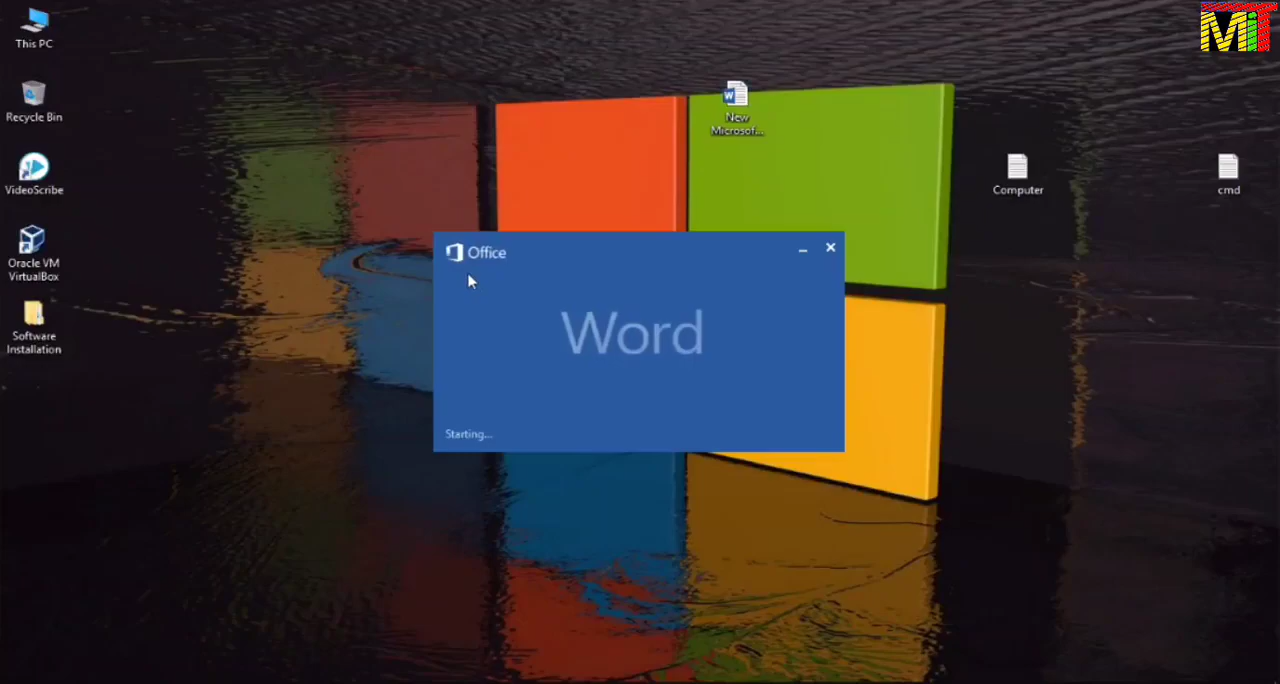 This PC
Recycle Bin
VideoScribe
Oracle VM
VirtualBox
Software
Installation
New
Microsof...
Computer
cmd
Office
Word
Starting...
MiT